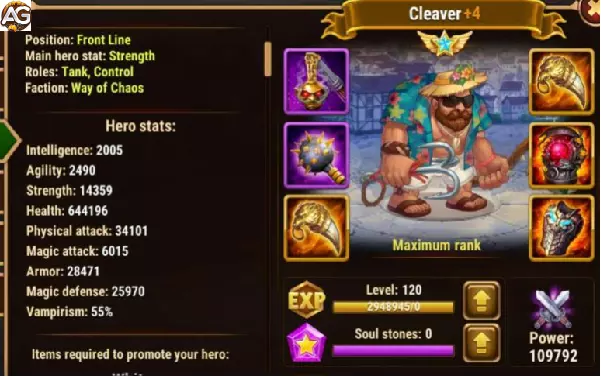 AG
Cleaver+4
Position: Front Line
Main hero stat: Strength
Roles: Tank, Control
Faction: Way of Chaos
Hero stats:
Intelligence: 2005
Agility: 2490
Strength: 14359
Health: 644196
Physical attack: 34101
Magic attack: 6015
Armor: 28471
Magic defense: 25970
Vampirism: 55%
Items required to promote your hero:
Maximum rank
EXP
Level: 120
2948945/0
Soul stones: 0
Power:
109792